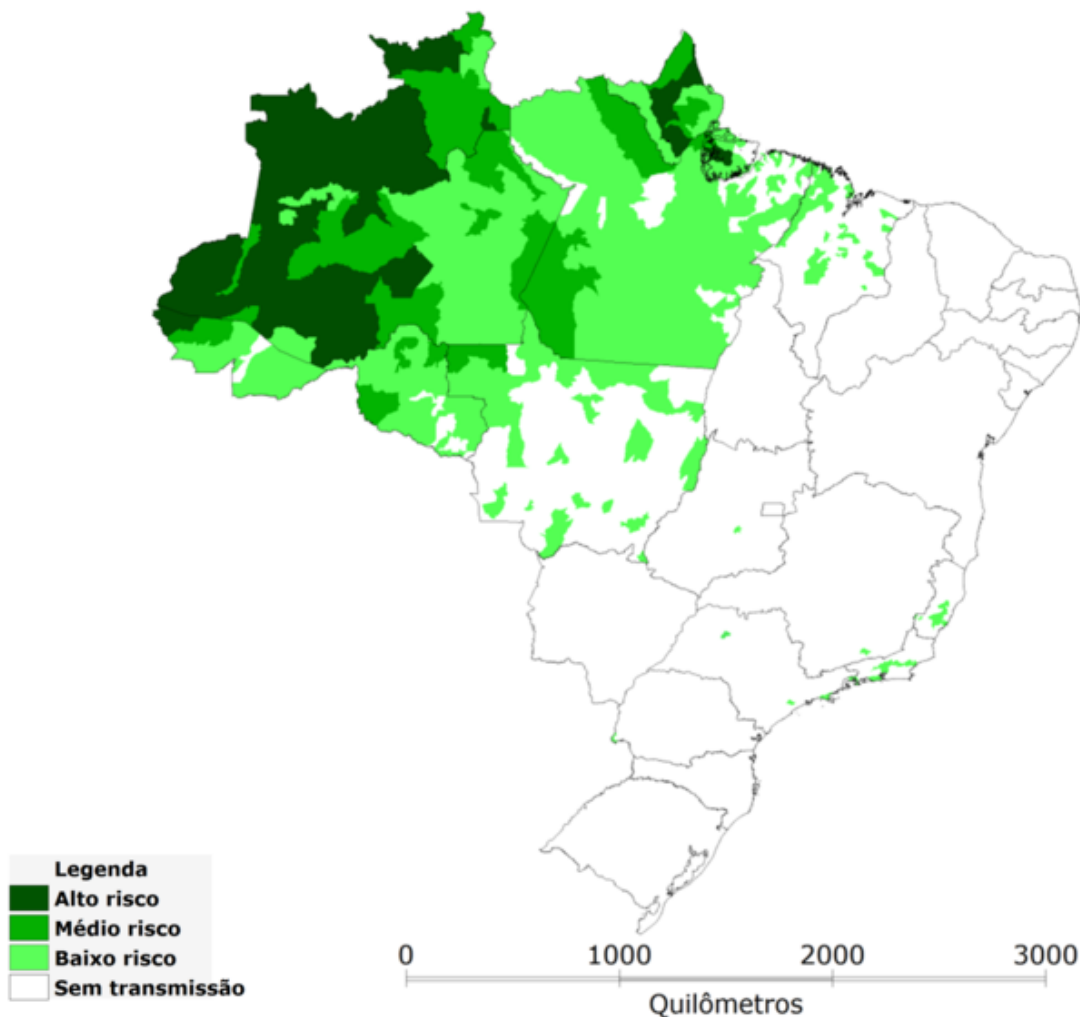 Legenda
Alto risco
Médio risco
Baixo risco
Sem transmissão
0 1000 2000 3000
Quilômetros